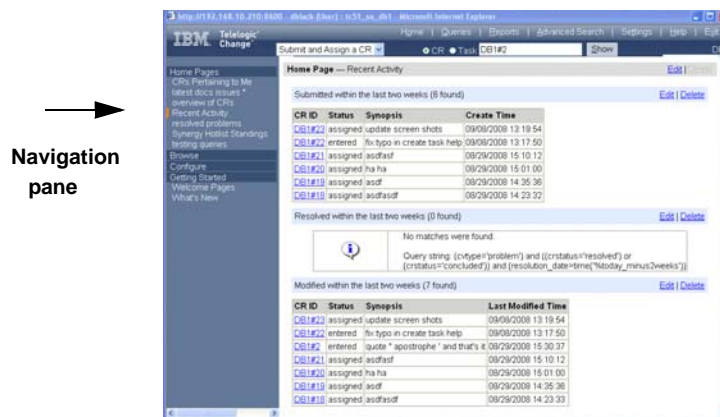 http://193.148.10.210:8600 - dblack [User] : tc51_sa_db1 - Microsoft Internet Explorer
IBM Telelogic Change
Home | Queries | Reports | Advanced Search | Settings | Help |
Submit and Assign a CR CR Task DB1#2 Show
Home Pages
CRs Pertaining to Me
latest docs issues *
overview of CRs
Recent Activity
resolved problems
Synergy Hotlist Standings
testing queries
Browse
Configure
Getting Started
Welcome Pages
What's New
Navigation
pane
Home Page — Recent Activity Edit |
Submitted within the last two weeks (6 found) Edit | Delete
CR ID Status Synopsis Create Time
DB1#23 assigned update screen shots 09/08/2008 13:19:54
DB1#22 entered fix typo in create task help 09/08/2008 13:17:50
DB1#21 assigned asdfasf 08/29/2008 15:10:12
DB1#20 assigned ha ha 08/29/2008 15:01:00
DB1#19 assigned asdf 08/29/2008 14:35:36
DB1#18 assigned asdfasdf 08/29/2008 14:23:32
Resolved within the last two weeks (0 found) Edit | Delete
No matches were found.
Query string: (cvtype='problem') and ((crstatus='resolved') or
(crstatus='concluded')) and (resolution_date>time('%today_minus2weeks'))
Modified within the last two weeks (7 found) Edit | Delete
CR ID Status Synopsis Last Modified Time
DB1#23 assigned update screen shots 09/08/2008 13:19:54
DB1#22 entered fix typo in create task help 09/08/2008 13:17:50
DB1#2 entered quote " apostrophe ' and that's it 08/29/2008 15:30:37
DB1#21 assigned asdfasf 08/29/2008 15:10:12
DB1#20 assigned ha ha 08/29/2008 15:01:00
DB1#19 assigned asdf 08/29/2008 14:35:36
DB1#18 assigned asdfasdf 08/29/2008 14:23:33